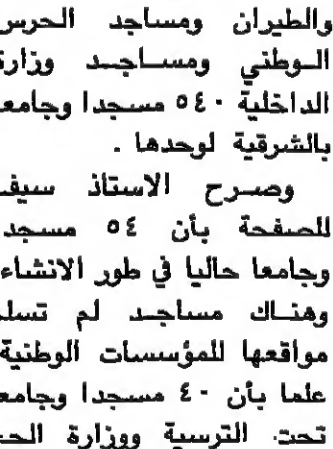 والطيران ومساجد الحرس
الوطني ومساجد وزارة
الداخلية ٥٤٠ مسجدا وجامعا
بالشرقية لوحدها .
وصرح الاستاذ سيف
للصفحة بأن ٥٤ مسجدا
وجامعا حاليا في طور الانشاء
وهناك مساجد لم تسلم
مواقعها للمؤسسات الوطنية
علما بأن ٤٠ مسجدا وجامعا
تحت الترسية ووزارة